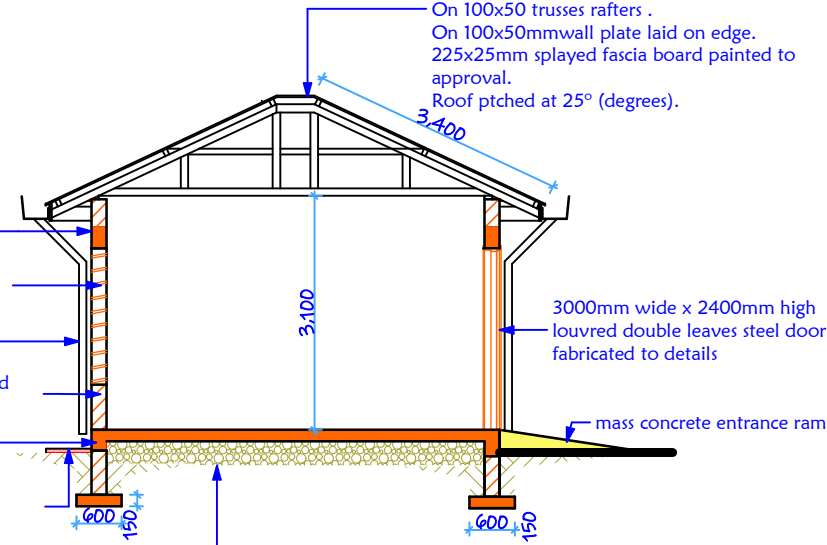 On 100x50 trusses rafters .
On 100x50mmwall plate laid on edge.
225x25mm splayed fascia board painted to
approval.
Roof ptched at 25° (degrees).
3,400
3,100
3000mm wide x 2400mm high
louvred double leaves steel door
fabricated to details
d
mass concrete entrance ram
600
150
600
150